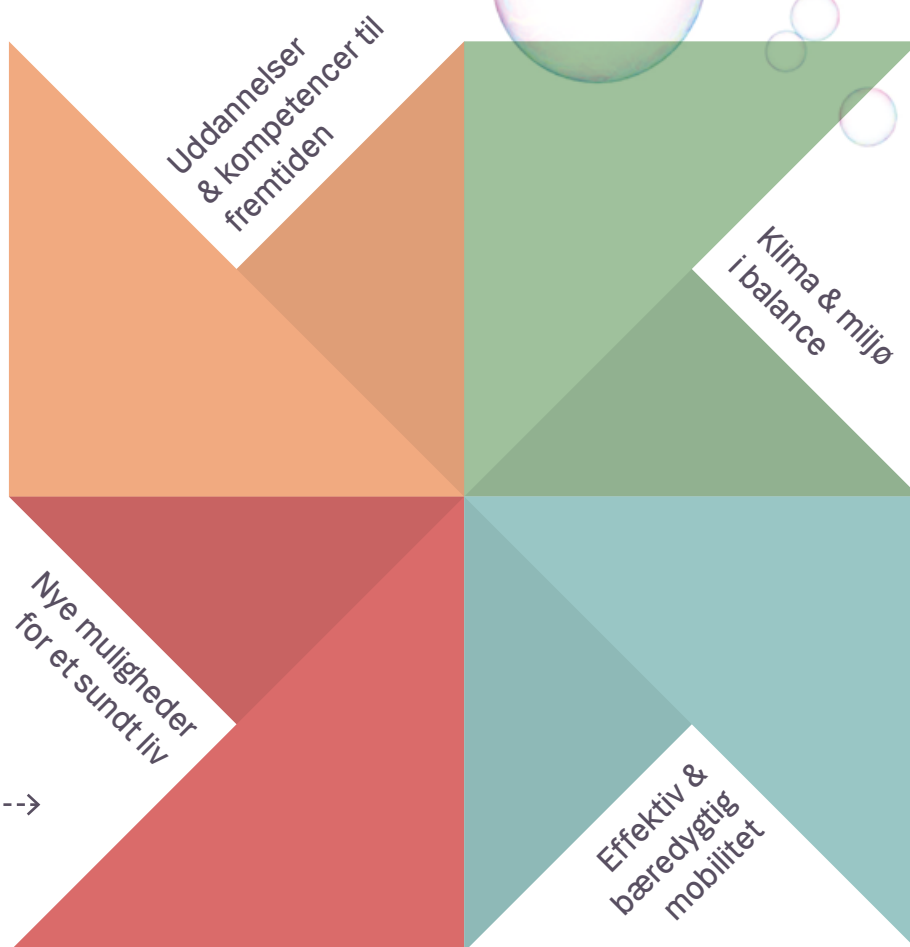 Uddannelser
& kompetencer til
fremtiden
Klima & miljø
i balance
Nye muligheder
for et sundt liv
Effektiv &
bæredygtig
mobilitet